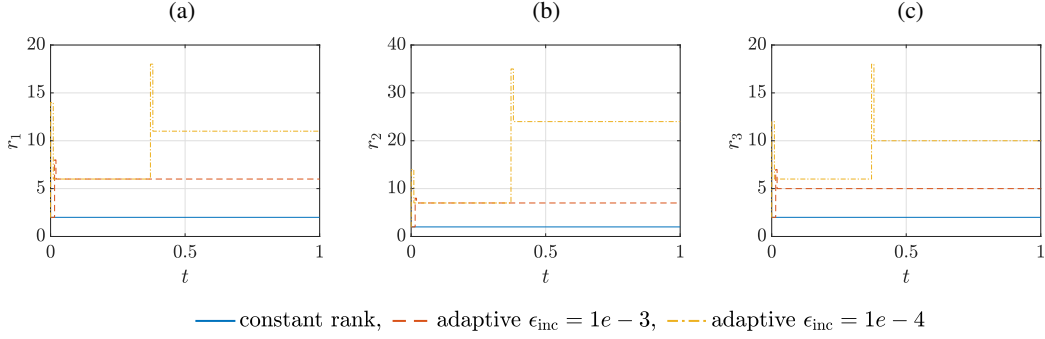 (a) (b) (c)
20 40 20
15 30 15
10 20 10
5 10 5
0 0 0
r₁ r₂ r₃
0 0.5 1 0 0.5 1 0 0.5 1
t t t
constant rank, adaptive ϵ_inc = 1e − 3, adaptive ϵ_inc = 1e − 4